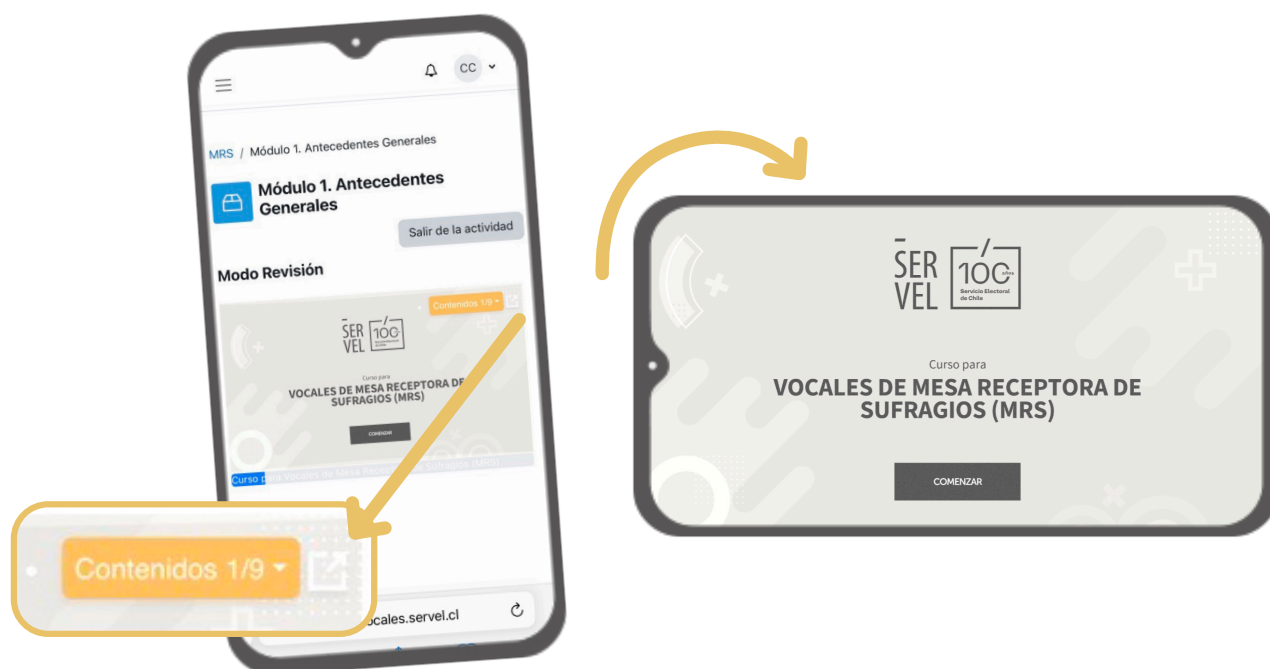 CC
MRS / Módulo 1. Antecedentes Generales
Módulo 1. Antecedentes
Generales
Salir de la actividad
Modo Revisión
Contenidos 1/9
SER
VEL
100
Curso para
VOCALES DE MESA RECEPTORA DE
SUFRAGIOS (MRS)
COMENZAR
Curso para Vocales de Mesa Receptora de Sufragios (MRS)
Contenidos 1/9
ocales.servel.cl
SER
VEL
100
años
Servicio Electoral
de Chile
Curso para
VOCALES DE MESA RECEPTORA DE
SUFRAGIOS (MRS)
COMENZAR